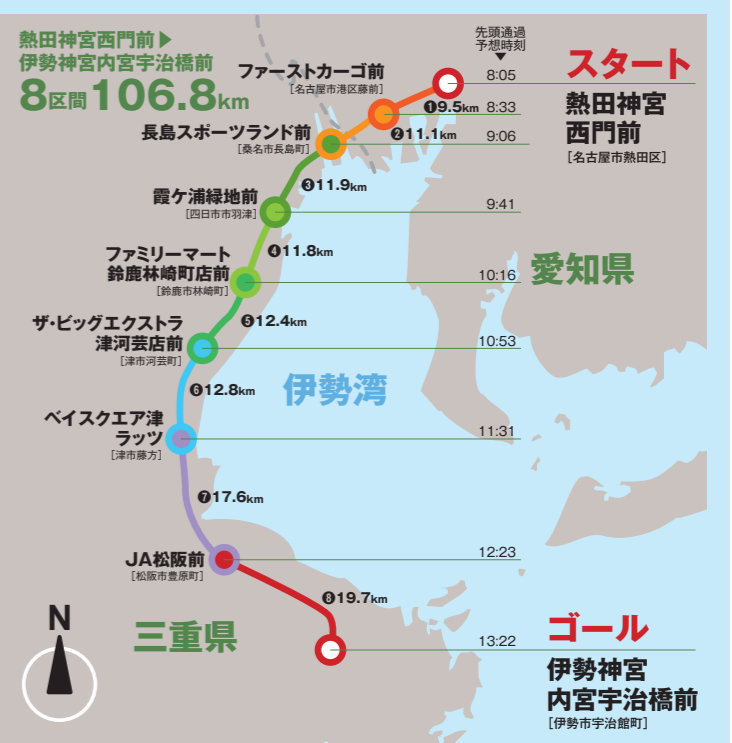 熱田神宮西門前▶
伊勢神宮内宮宇治橋前
8区間106.8km
先頭通過
予想時刻
▼
スタート
熱田神宮
西門前
[名古屋市熱田区]
8:05
ファーストカーゴ前
[名古屋市港区藤前]
❶9.5km
8:33
長島スポーツランド前
[桑名市長島町]
❷11.1km
9:06
❸11.9km
霞ケ浦緑地前
[四日市市羽津]
9:41
❹11.8km
ファミリーマート
鈴鹿林崎町店前
[鈴鹿市林崎町]
10:16
愛知県
❺12.4km
ザ・ビッグエクストラ
津河芸店前
[津市河芸町]
10:53
❻12.8km
伊勢湾
ベイスクエア津
ラッツ
[津市藤方]
11:31
❼17.6km
JA松阪前
[松阪市豊原町]
12:23
❽19.7km
N
三重県
13:22
ゴール
伊勢神宮
内宮宇治橋前
[伊勢市宇治館町]